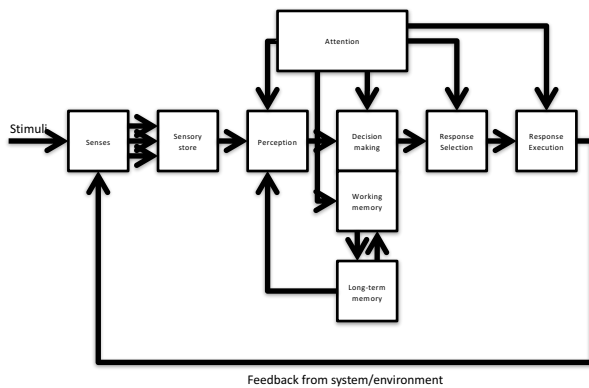 Attention
Stimuli
Senses
Sensory
store
Perception
Decision
making
Response
Selection
Response
Execution
Working
memory
Long-term
memory
Feedback from system/environment